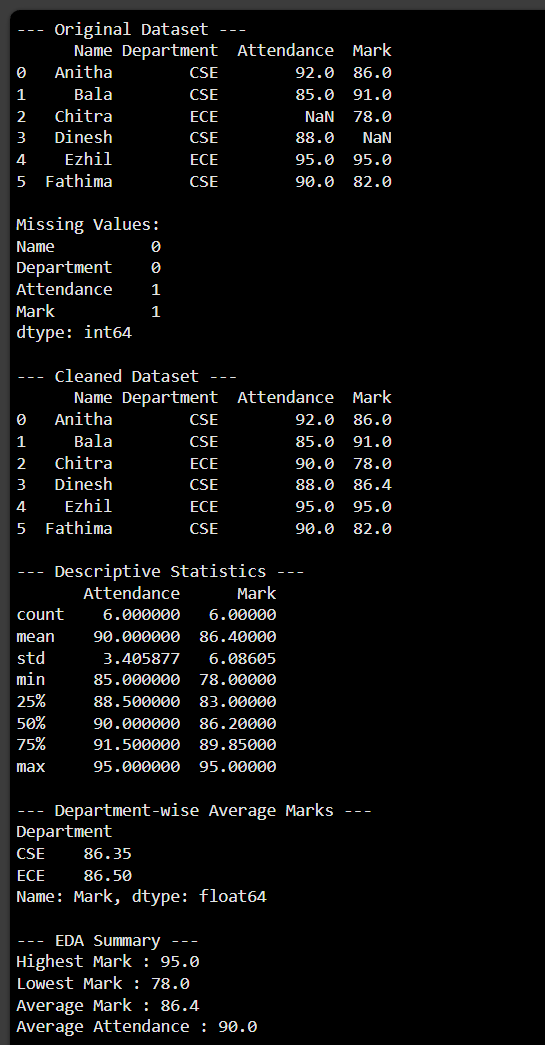 --- Original Dataset ---
      Name Department  Attendance  Mark
0   Anitha        CSE        92.0  86.0
1     Bala        CSE        85.0  91.0
2   Chitra        ECE         NaN  78.0
3   Dinesh        CSE        88.0   NaN
4    Ezhil        ECE        95.0  95.0
5  Fathima        CSE        90.0  82.0

Missing Values:
Name          0
Department    0
Attendance    1
Mark          1
dtype: int64

--- Cleaned Dataset ---
      Name Department  Attendance  Mark
0   Anitha        CSE        92.0  86.0
1     Bala        CSE        85.0  91.0
2   Chitra        ECE        90.0  78.0
3   Dinesh        CSE        88.0  86.4
4    Ezhil        ECE        95.0  95.0
5  Fathima        CSE        90.0  82.0

--- Descriptive Statistics ---
       Attendance      Mark
count    6.000000   6.00000
mean    90.000000  86.40000
std      3.405877   6.08605
min     85.000000  78.00000
25%     88.500000  83.00000
50%     90.000000  86.20000
75%     91.500000  89.85000
max     95.000000  95.00000

--- Department-wise Average Marks ---
Department
CSE    86.35
ECE    86.50
Name: Mark, dtype: float64

--- EDA Summary ---
Highest Mark : 95.0
Lowest Mark : 78.0
Average Mark : 86.4
Average Attendance : 90.0